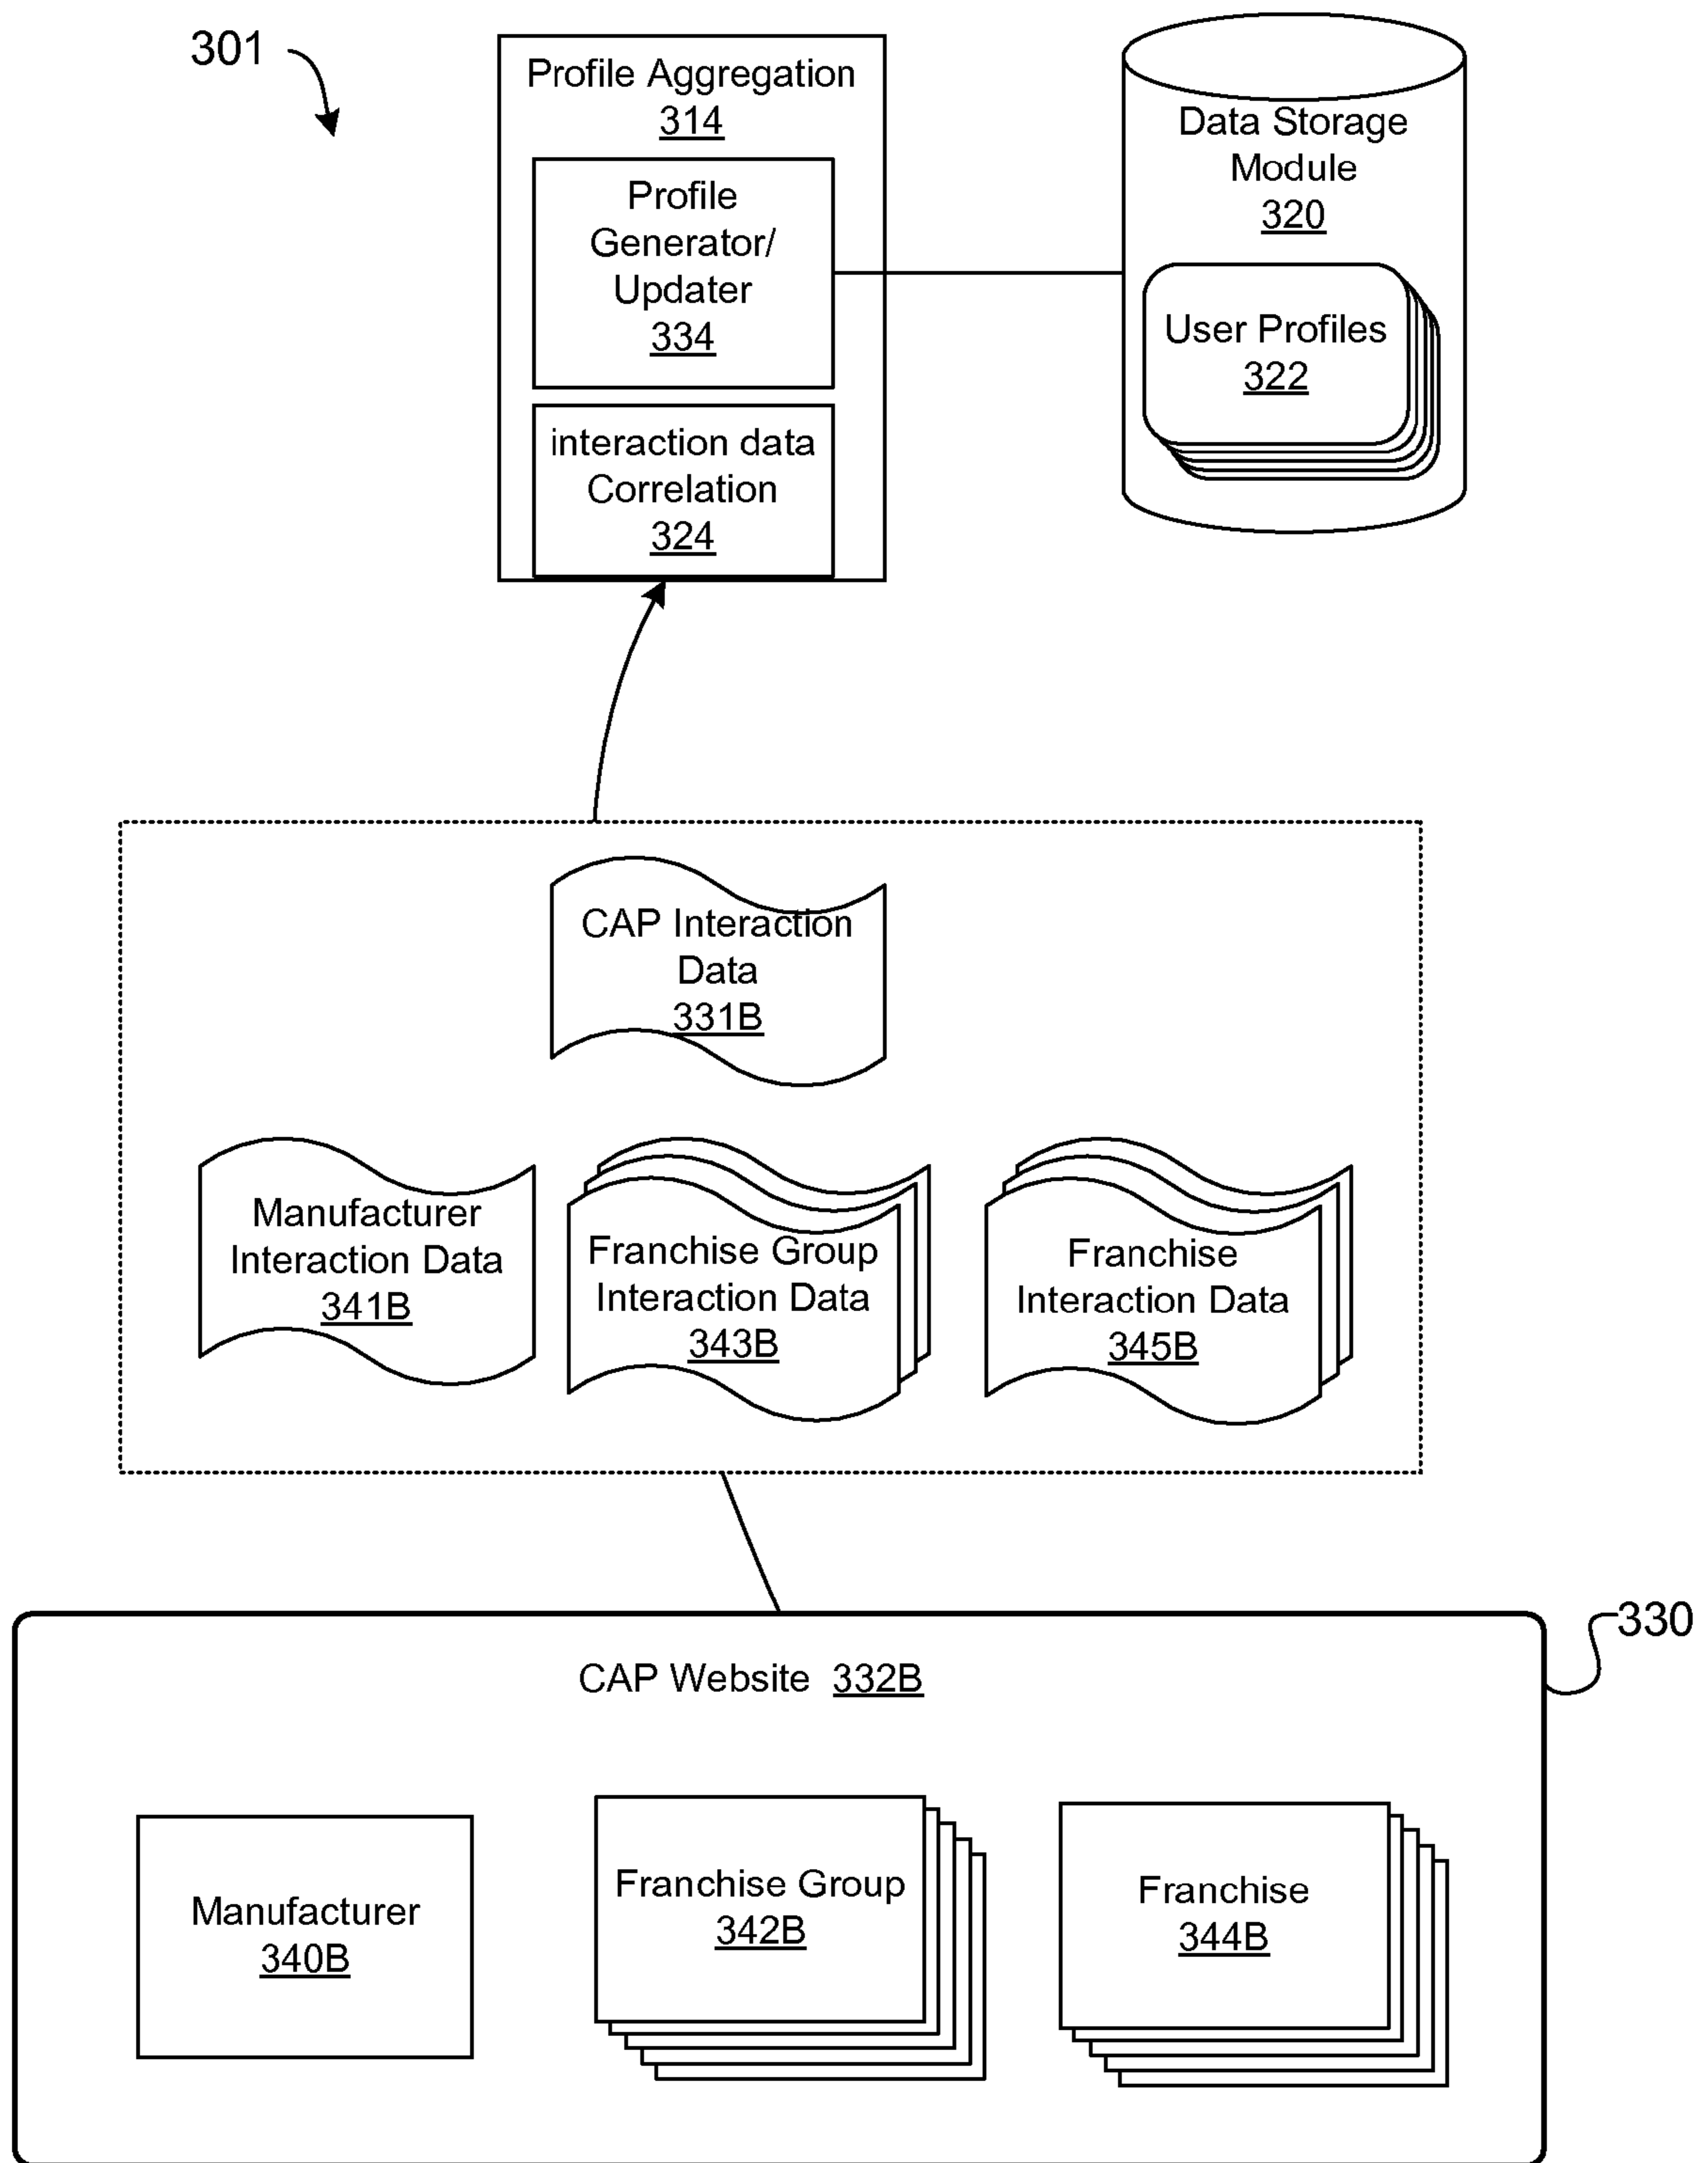 301
Profile Aggregation
314
Profile
Generator/
Updater
334
interaction data
Correlation
324
Data Storage
Module
320
User Profiles
322
CAP Interaction
Data
331B
Manufacturer
Interaction Data
341B
Franchise Group
Interaction Data
343B
Franchise
Interaction Data
345B
330
CAP Website 332B
Manufacturer
340B
Franchise Group
342B
Franchise
344B